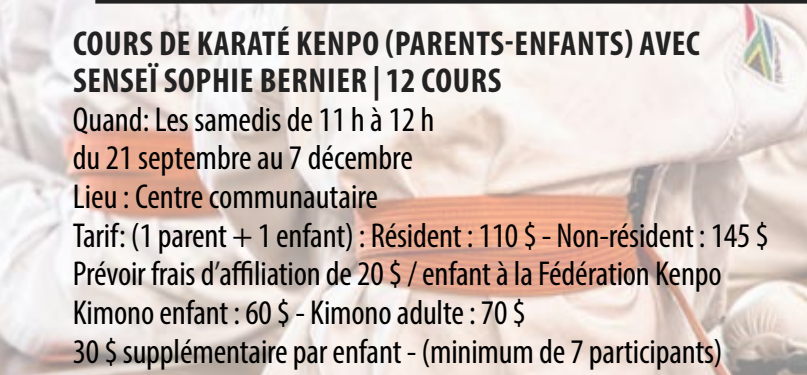 COURS DE KARATÉ KENPO (PARENTS-ENFANTS) AVEC
SENSEÏ SOPHIE BERNIER | 12 COURS
Quand: Les samedis de 11 h à 12 h
du 21 septembre au 7 décembre
Lieu : Centre communautaire
Tarif: (1 parent + 1 enfant) : Résident : 110 $ - Non-résident : 145 $
Prévoir frais d'affiliation de 20 $ / enfant à la Fédération Kenpo
Kimono enfant : 60 $ - Kimono adulte : 70 $
30 $ supplémentaire par enfant - (minimum de 7 participants)